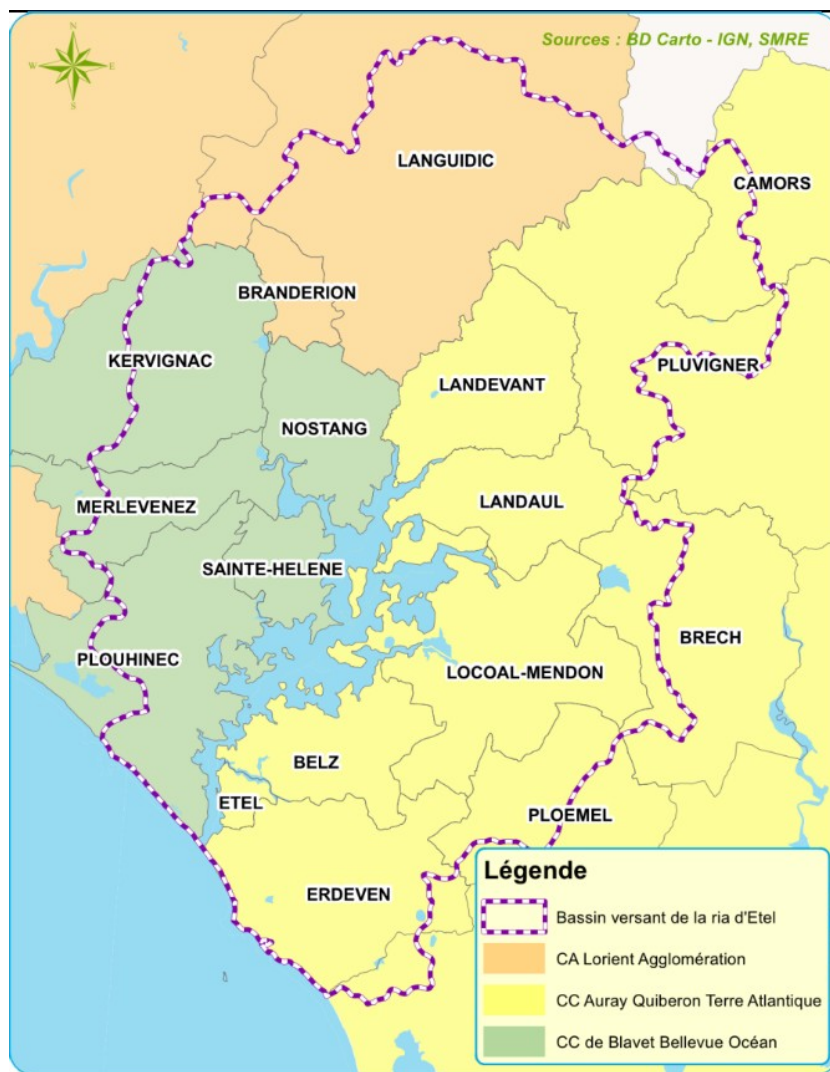 N
Sources : BD Carto - IGN, SMRE
W E
S
LANGUIDIC
CAMORS
BRANDERION
KERVIGNAC
PLUVIGNER
LANDEVANT
NOSTANG
MERLEVENEZ
LANDAUL
SAINTE-HELENE
BRECH
PLOUHINEC
LOCOAL-MENDON
BELZ
ETEL
PLOEMEL
ERDEVEN
Légende
Bassin versant de la ria d'Etel
CA Lorient Agglomération
CC Auray Quiberon Terre Atlantique
CC de Blavet Bellevue Océan